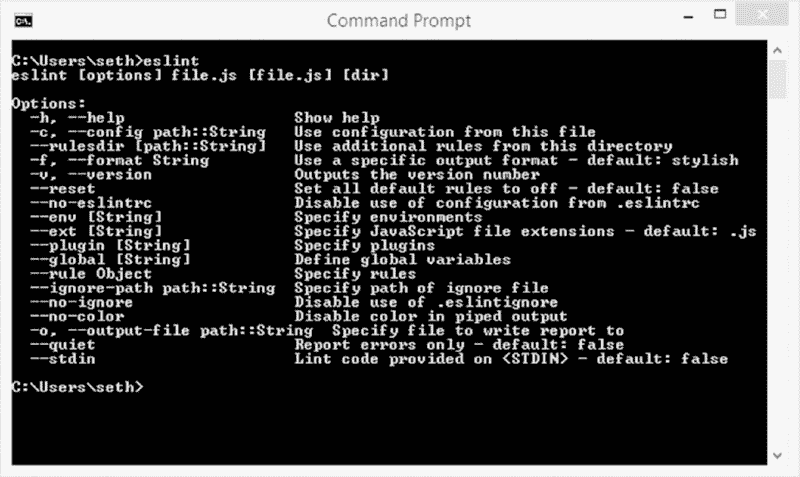 Command Prompt
C:\Users\seth>eslint
eslint [options] file.js [file.js] [dir]
Options:
-h, --help Show help
-c, --config path::String Use configuration from this file
--rulesdir [path::String] Use additional rules from this directory
-f, --format String Use a specific output format - default: stylish
-v, --version Outputs the version number
--reset Set all default rules to off - default: false
--no-eslintrc Disable use of configuration from .eslintrc
--env [String] Specify environments
--ext [String] Specify JavaScript file extensions - default: .js
--plugin [String] Specify plugins
--global [String] Define global variables
--rule Object Specify rules
--ignore-path path::String Specify path of ignore file
--no-ignore Disable use of .eslintignore
--no-color Disable color in piped output
-o, --output-file path::String Specify file to write report to
--quiet Report errors only - default: false
--stdin Lint code provided on <STDIN> - default: false
C:\Users\seth>